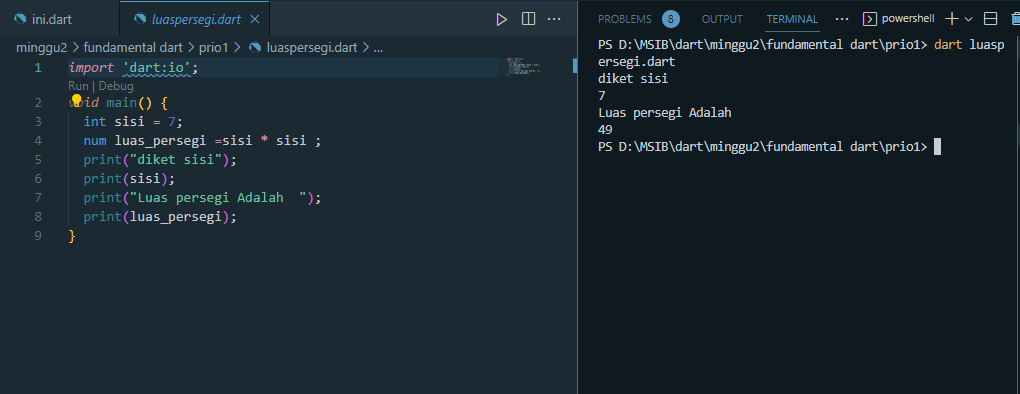 ini.dart luaspersegi.dart
minggu2 > fundamental dart > prio1 > luaspersegi.dart > ...
1 import 'dart:io';
Run | Debug
2 void main() {
3 int sisi = 7;
4 num luas_persegi =sisi * sisi ;
5 print("diket sisi");
6 print(sisi);
7 print("Luas persegi Adalah  ");
8 print(luas_persegi);
9 }
PROBLEMS 8 OUTPUT TERMINAL ... powershell
PS D:\MSIB\dart\minggu2\fundamental dart\prio1> dart luasp
ersegi.dart
diket sisi
7
Luas persegi Adalah
49
PS D:\MSIB\dart\minggu2\fundamental dart\prio1>